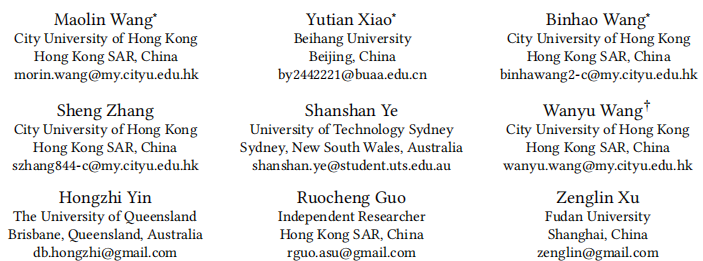 Maolin Wang*
City University of Hong Kong
Hong Kong SAR, China
morin.wang@my.cityu.edu.hk
Yutian Xiao*
Beihang University
Beijing, China
by2442221@buaa.edu.cn
Binhao Wang*
City University of Hong Kong
Hong Kong SAR, China
binhawang2-c@my.cityu.edu.hk
Sheng Zhang
City University of Hong Kong
Hong Kong SAR, China
szhang844-c@my.cityu.edu.hk
Shanshan Ye
University of Technology Sydney
Sydney, New South Wales, Australia
shanshan.ye@student.uts.edu.au
Wanyu Wang†
City University of Hong Kong
Hong Kong SAR, China
wanyu.wang@my.cityu.edu.hk
Hongzhi Yin
The University of Queensland
Brisbane, Queensland, Australia
db.hongzhi@gmail.com
Ruocheng Guo
Independent Researcher
Hong Kong SAR, China
rguo.asu@gmail.com
Zenglin Xu
Fudan University
Shanghai, China
zenglin@gmail.com